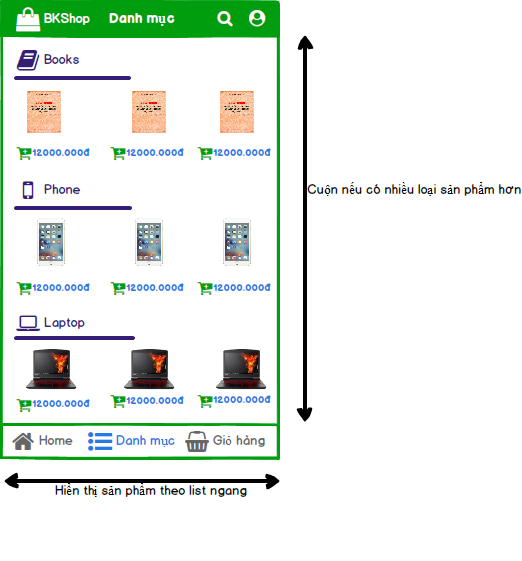 BKShop Danh mục
Books
12000.000đ 12000.000đ 12000.000đ
Cuộn nếu có nhiều loại sản phẩm hơn
Phone
12000.000đ 12000.000đ 12000.000đ
Laptop
12000.000đ 12000.000đ 12000.000đ
Home Danh mục Giỏ hàng
Hiển thị sản phẩm theo list ngang